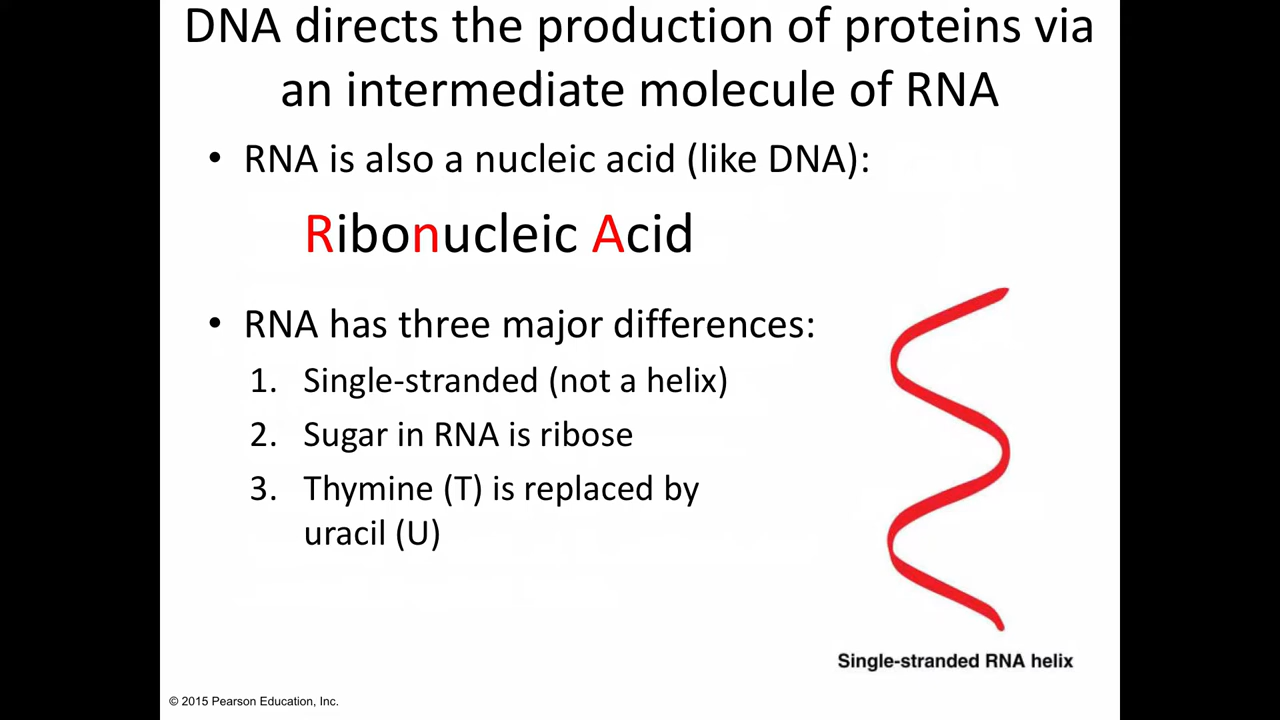 DNA directs the production of proteins via
an intermediate molecule of RNA
• RNA is also a nucleic acid (like DNA):
Ribonucleic Acid
• RNA has three major differences:
1. Single-stranded (not a helix)
2. Sugar in RNA is ribose
3. Thymine (T) is replaced by
uracil (U)
Single-stranded RNA helix
© 2015 Pearson Education, Inc.